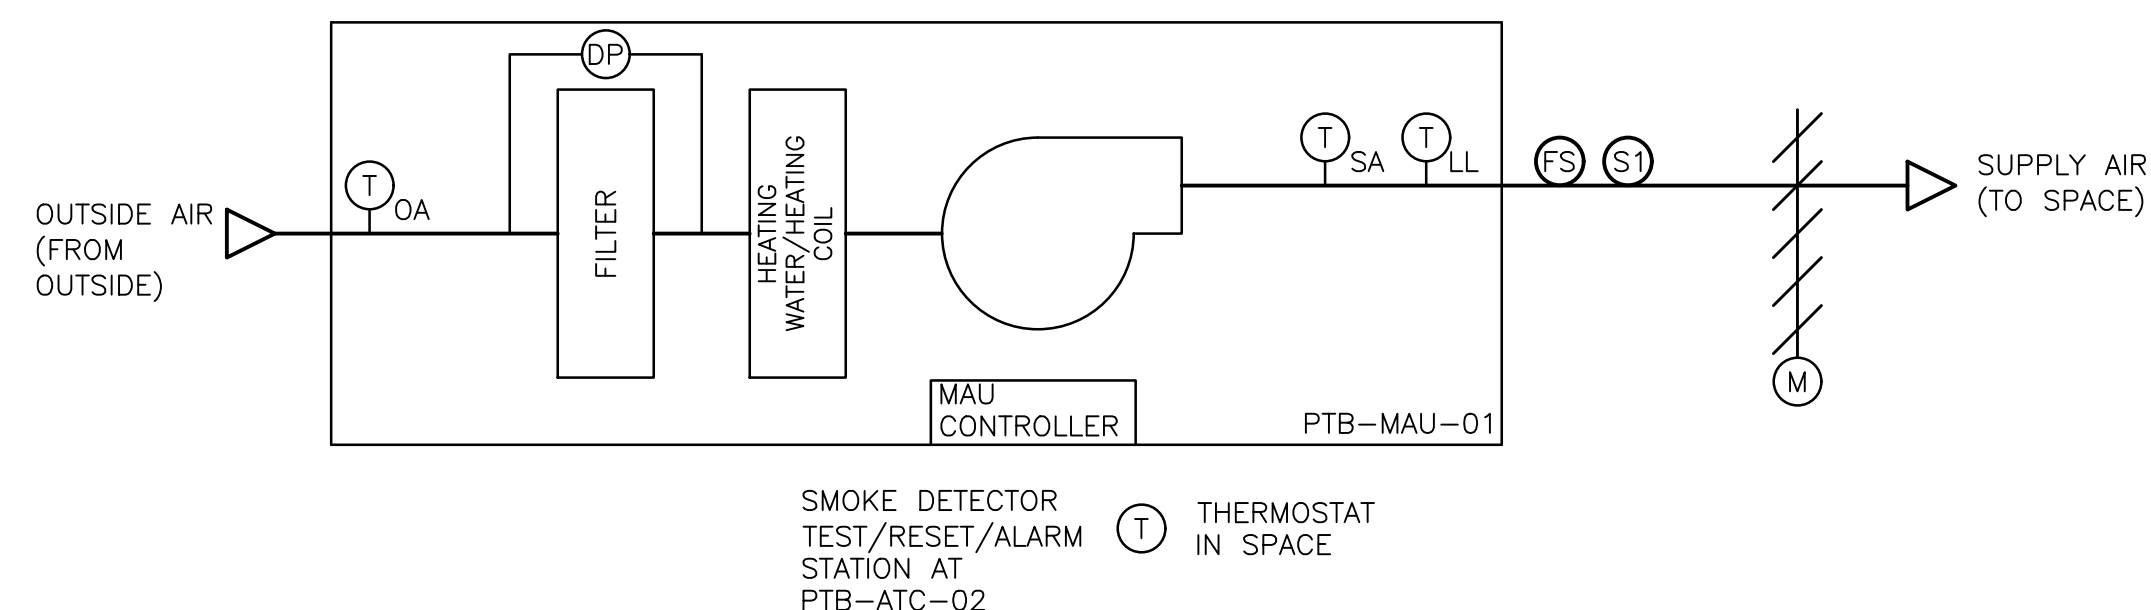 DP
OUTSIDE AIR
(FROM
OUTSIDE)
T
OA
FILTER
HEATING
WATER/HEATING
COIL
T
SA
T
LL
FS
S1
SUPPLY AIR
(TO SPACE)
M
MAU
CONTROLLER
PTB-MAU-01
SMOKE DETECTOR
TEST/RESET/ALARM
STATION AT
PTB-ATC-02
T
THERMOSTAT
IN SPACE